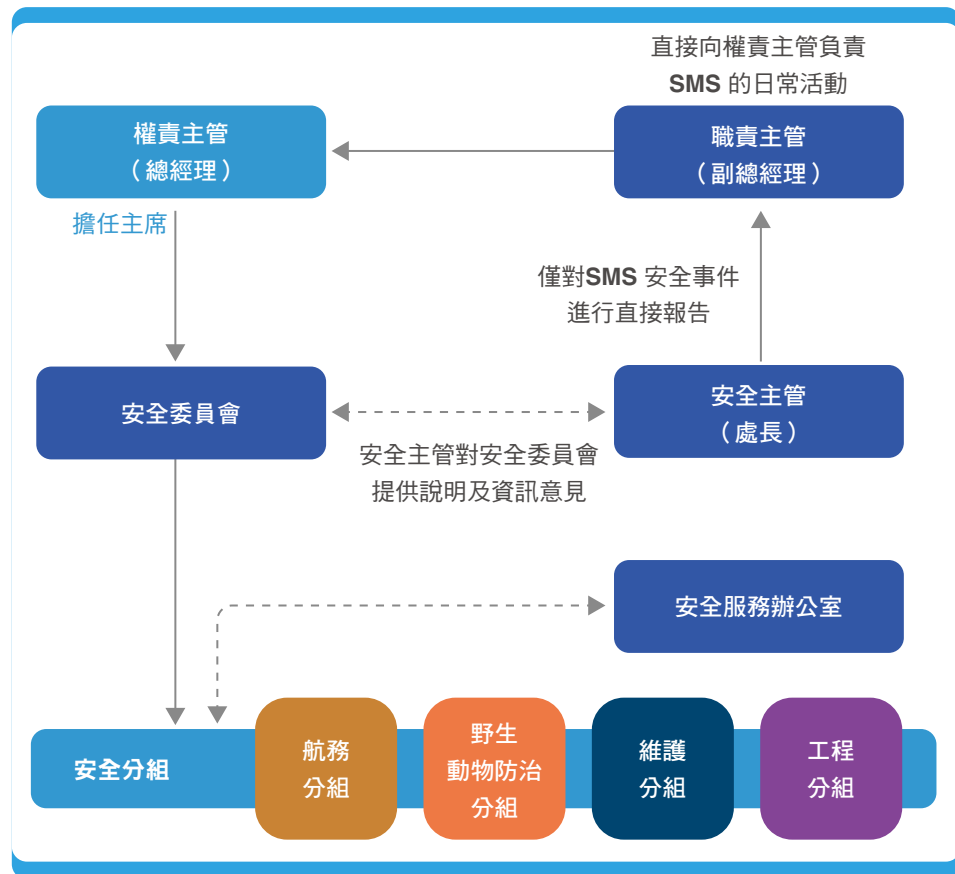 直接向權責主管負責
SMS 的日常活動
權責主管
（總經理）
職責主管
（副總經理）
擔任主席
僅對SMS 安全事件
進行直接報告
安全委員會
安全主管
（處長）
安全主管對安全委員會
提供說明及資訊意見
安全服務辦公室
安全分組
航務
分組
野生
動物防治
分組
維護
分組
工程
分組